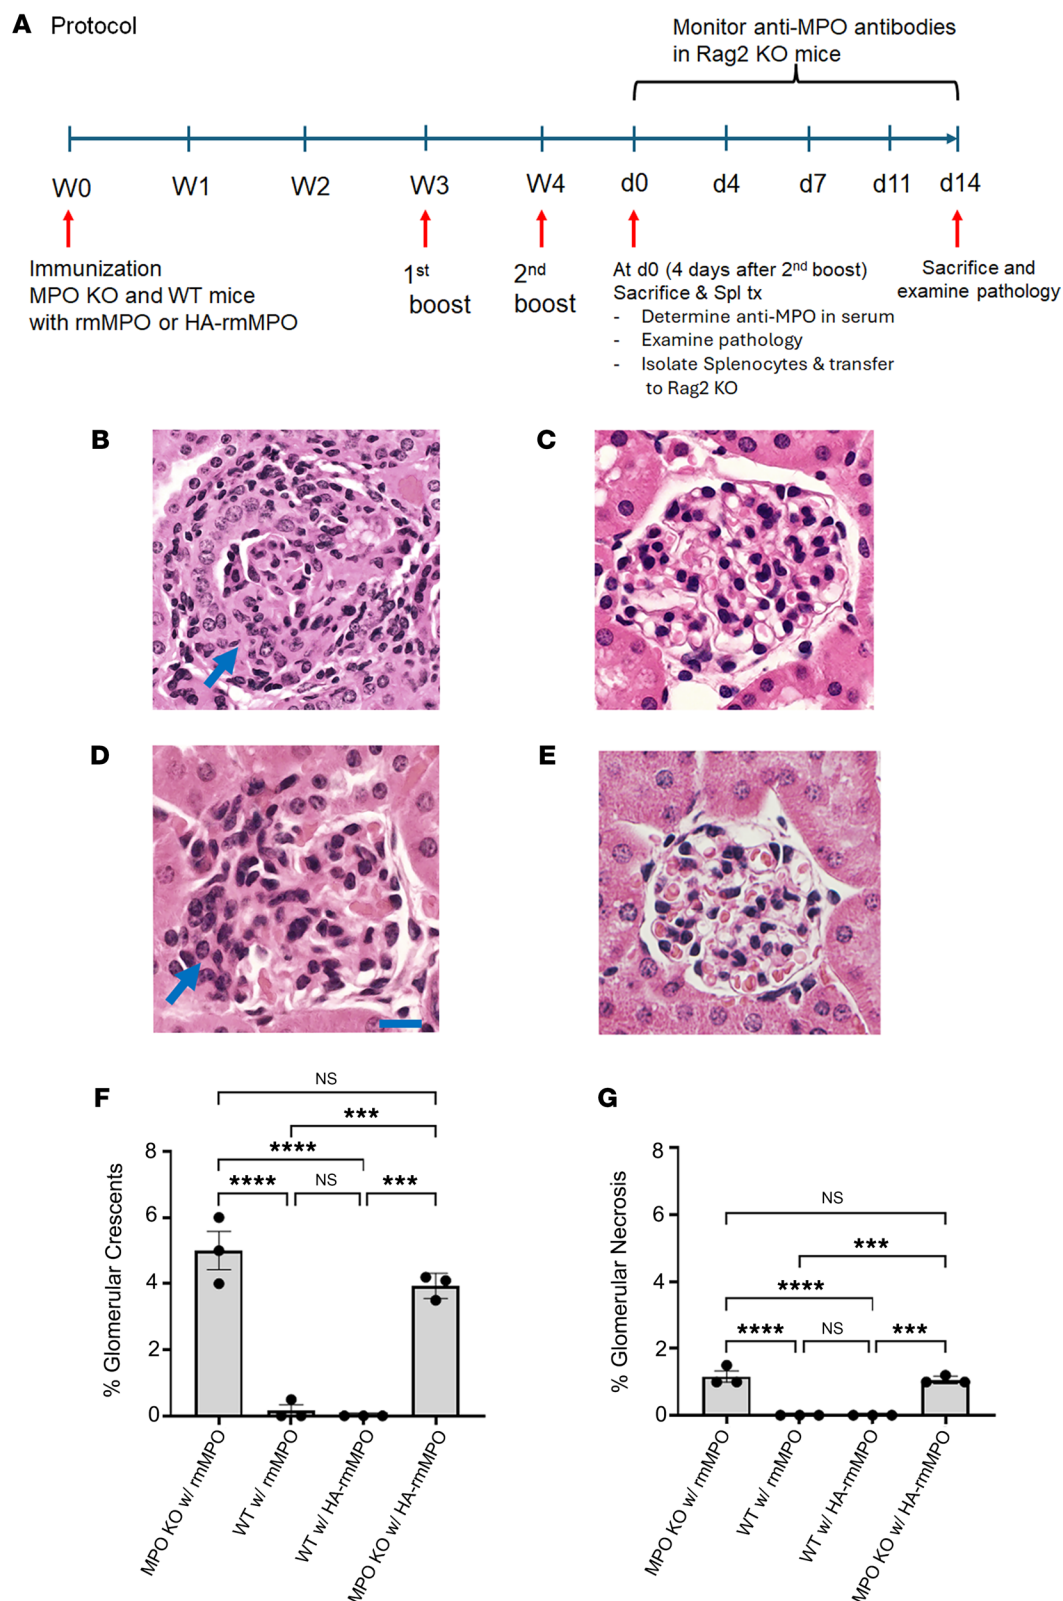 A Protocol
Monitor anti-MPO antibodies
in Rag2 KO mice
W0 W1 W2 W3 W4 d0 d4 d7 d11 d14
Immunization
MPO KO and WT mice
with rmMPO or HA-rmMPO
1st
boost
2nd
boost
At d0 (4 days after 2nd boost)
Sacrifice & Spl tx
- Determine anti-MPO in serum
- Examine pathology
- Isolate Splenocytes & transfer
to Rag2 KO
Sacrifice and
examine pathology
B
C
D
E
F
NS
***
****
**** NS ***
% Glomerular Crescents
8
6
4
2
0
MPO KO w/ rmMPO
WT w/ rmMPO
WT w/ HA-rmMPO
MPO KO w/ HA-rmMPO
G
NS
***
****
**** NS ***
% Glomerular Necrosis
8
6
4
2
0
MPO KO w/ rmMPO
WT w/ rmMPO
WT w/ HA-rmMPO
MPO KO w/ HA-rmMPO